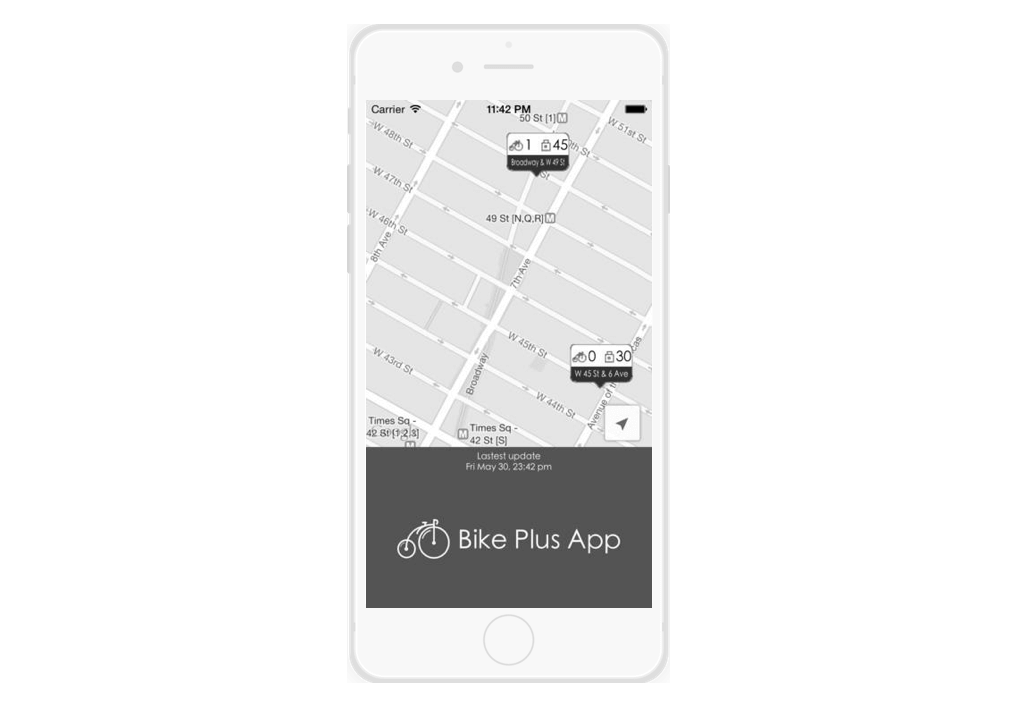 Carrier 11:42 PM
50 St [1] M
W 51st St
W 48th St
1 45
Broadway & W 49 St
W 47th St
49 St [N,Q,R] M
W 46th St
8th Ave
7th Ave
W 45th St
0 30
W 45 St & 6 Ave
W 43rd St
Broadway
W 44th St
Avenue of
Times Sq -
42 St [1,2,3]
M
M Times Sq -
42 St [S]
Lastest update
Fri May 30, 23:42 pm
Bike Plus App